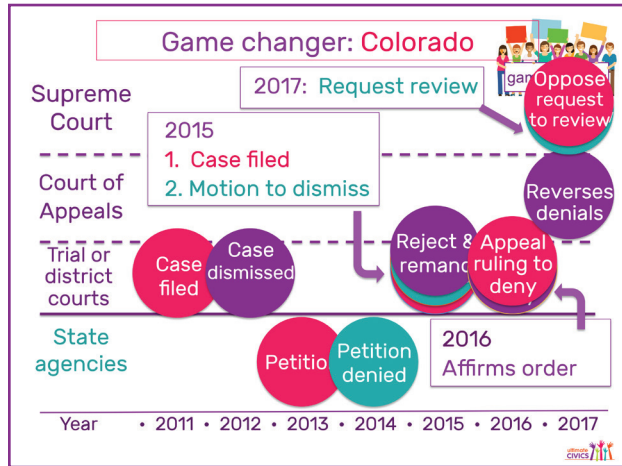 Game changer: Colorado
gam
2017: Request review
Oppose
request
to review
Supreme
Court
2015
1. Case filed
2. Motion to dismiss
Court of
Appeals
Reverses
denials
Trial or
district
courts
Case
filed
Case
dismissed
Reject &
remand
Appeal
ruling to
deny
State
agencies
Petitio
Petition
denied
2016
Affirms order
Year • 2011 • 2012 • 2013 • 2014 • 2015 • 2016 • 2017
ultimate
CIVICS